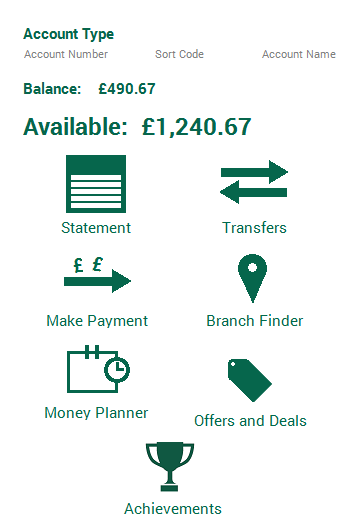 Account Type
Account Number Sort Code Account Name
Balance: £490.67
Available: £1,240.67
Statement Transfers
£ £
Make Payment Branch Finder
Money Planner Offers and Deals
Achievements